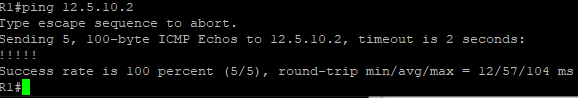 R1#ping 12.5.10.2
Type escape sequence to abort.
Sending 5, 100-byte ICMP Echos to 12.5.10.2, timeout is 2 seconds:
!!!!!
Success rate is 100 percent (5/5), round-trip min/avg/max = 12/57/104 ms
R1#